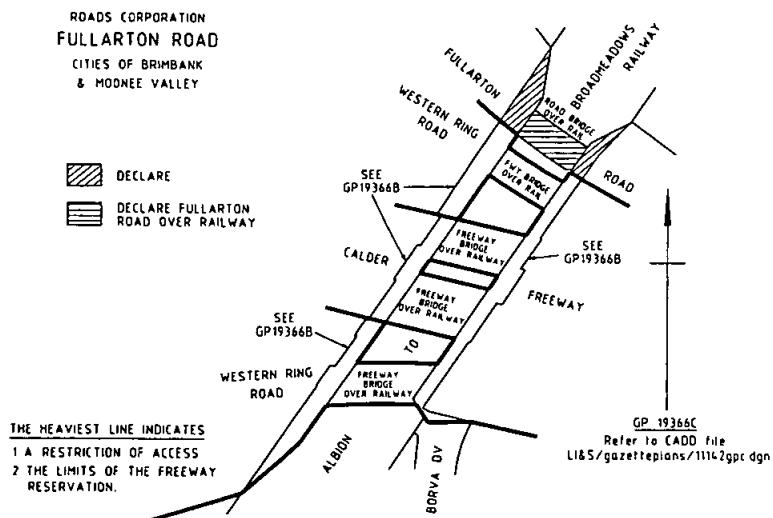 ROADS CORPORATION
FULLARTON ROAD
CITIES OF BRIMBANK
& MOONEE VALLEY
DECLARE
DECLARE FULLARTON
ROAD OVER RAILWAY
FULLARTON
BROADMEADOWS
RAILWAY
WESTERN RING
ROAD
ROAD BRIDGE
OVER RAIL
ROAD
SEE
GP19366B
FWY BRIDGE
OVER RAIL
CALDER
FREEWAY
BRIDGE
OVER RAILWAY
SEE
GP19366B
FREEWAY
FREEWAY
BRIDGE
OVER RAILWAY
SEE
GP19366B
TO
WESTERN RING
ROAD
FREEWAY
BRIDGE
OVER RAILWAY
ALBION
BORVA DV
THE HEAVIEST LINE INDICATES
1 A RESTRICTION OF ACCESS
2 THE LIMITS OF THE FREEWAY
RESERVATION.
GP 19366C
Refer to CADD file
LI&S/gazetteplans/11142gpc dgn